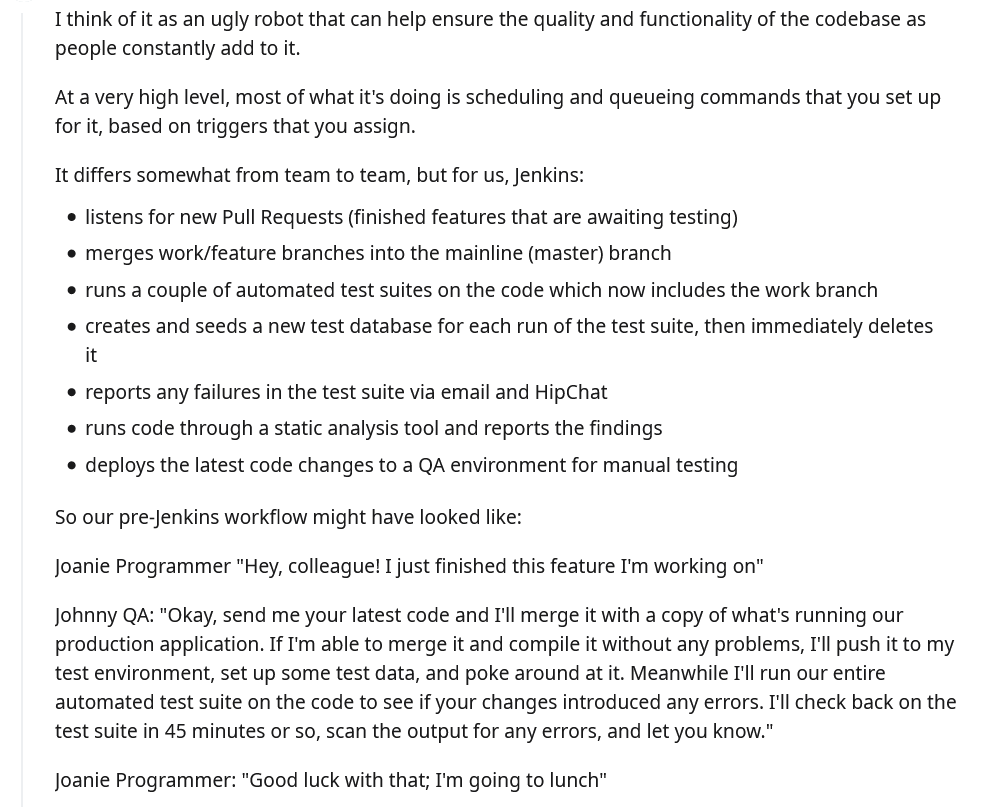 I think of it as an ugly robot that can help ensure the quality and functionality of the codebase as
people constantly add to it.
At a very high level, most of what it's doing is scheduling and queueing commands that you set up
for it, based on triggers that you assign.
It differs somewhat from team to team, but for us, Jenkins:
• listens for new Pull Requests (finished features that are awaiting testing)
• merges work/feature branches into the mainline (master) branch
• runs a couple of automated test suites on the code which now includes the work branch
• creates and seeds a new test database for each run of the test suite, then immediately deletes
it
• reports any failures in the test suite via email and HipChat
• runs code through a static analysis tool and reports the findings
• deploys the latest code changes to a QA environment for manual testing
So our pre-Jenkins workflow might have looked like:
Joanie Programmer "Hey, colleague! I just finished this feature I'm working on"
Johnny QA: "Okay, send me your latest code and I'll merge it with a copy of what's running our
production application. If I'm able to merge it and compile it without any problems, I'll push it to my
test environment, set up some test data, and poke around at it. Meanwhile I'll run our entire
automated test suite on the code to see if your changes introduced any errors. I'll check back on the
test suite in 45 minutes or so, scan the output for any errors, and let you know."
Joanie Programmer: "Good luck with that; I'm going to lunch"